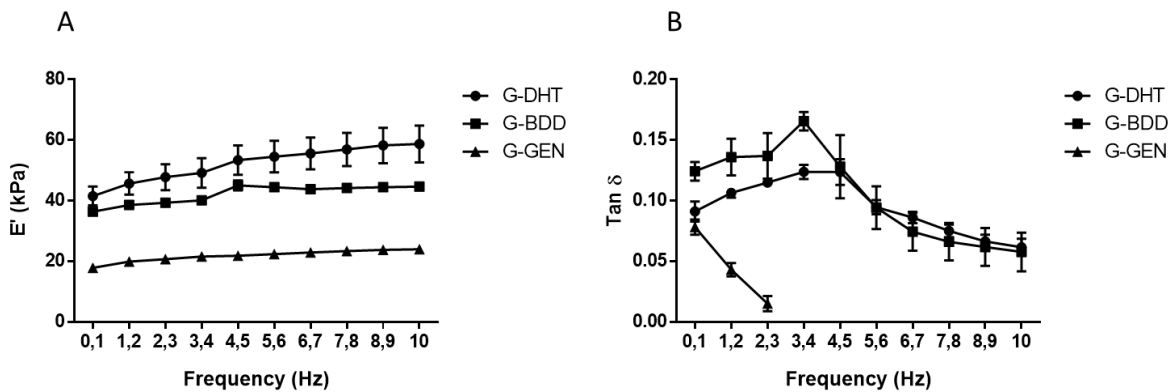 A
E' (kPa)
80
60
40
20
0
0,1 1,2 2,3 3,4 4,5 5,6 6,7 7,8 8,9 10
Frequency (Hz)
G-DHT
G-BDD
G-GEN
B
Tan δ
0.20
0.15
0.10
0.05
0.00
0,1 1,2 2,3 3,4 4,5 5,6 6,7 7,8 8,9 10
Frequency (Hz)
G-DHT
G-BDD
G-GEN